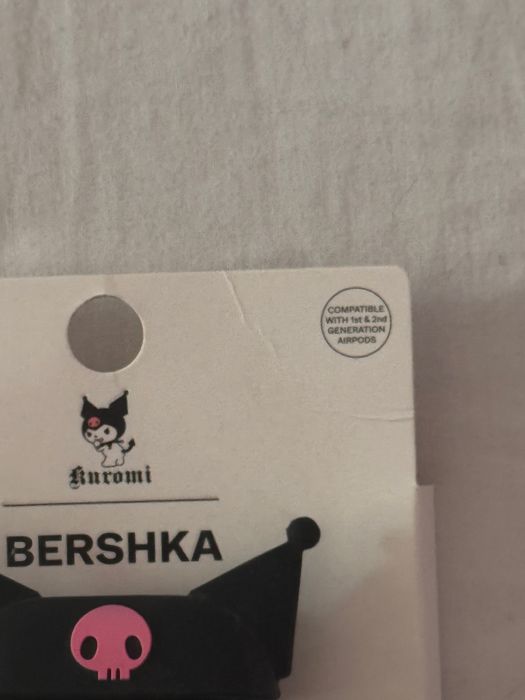 COMPATIBLE
WITH 1st & 2nd
GENERATION
AIRPODS
Kuromi
BERSHKA